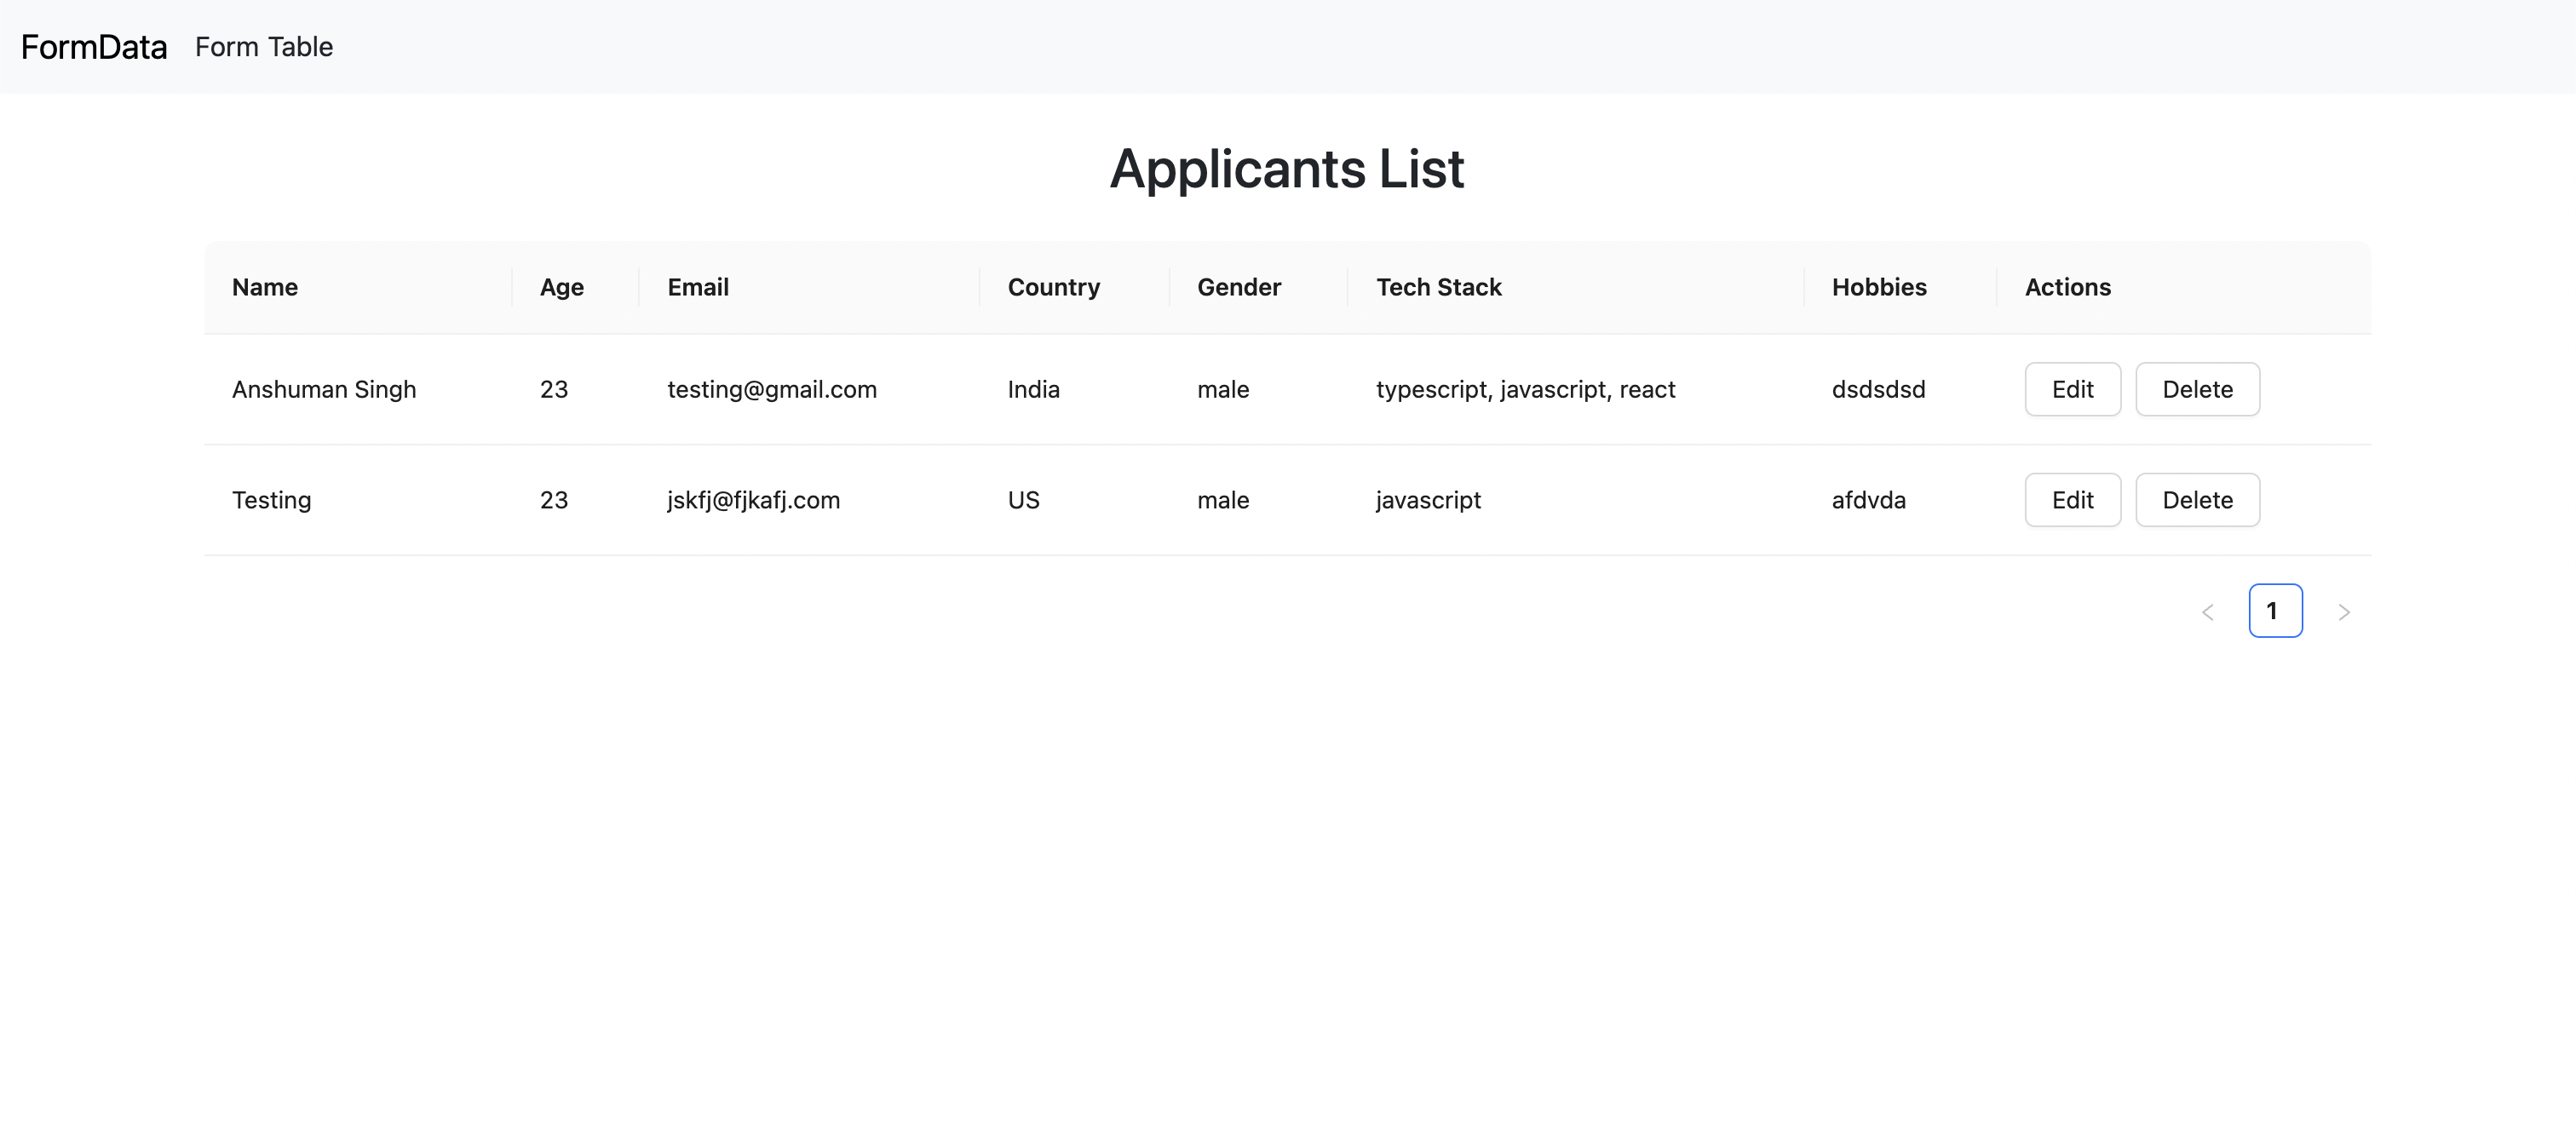 FormData Form Table
Applicants List
Name Age Email Country Gender Tech Stack Hobbies Actions
Anshuman Singh 23 testing@gmail.com India male typescript, javascript, react dsdsdsd Edit Delete
Testing 23 jskfj@fjkafj.com US male javascript afdvda Edit Delete
< 1 >